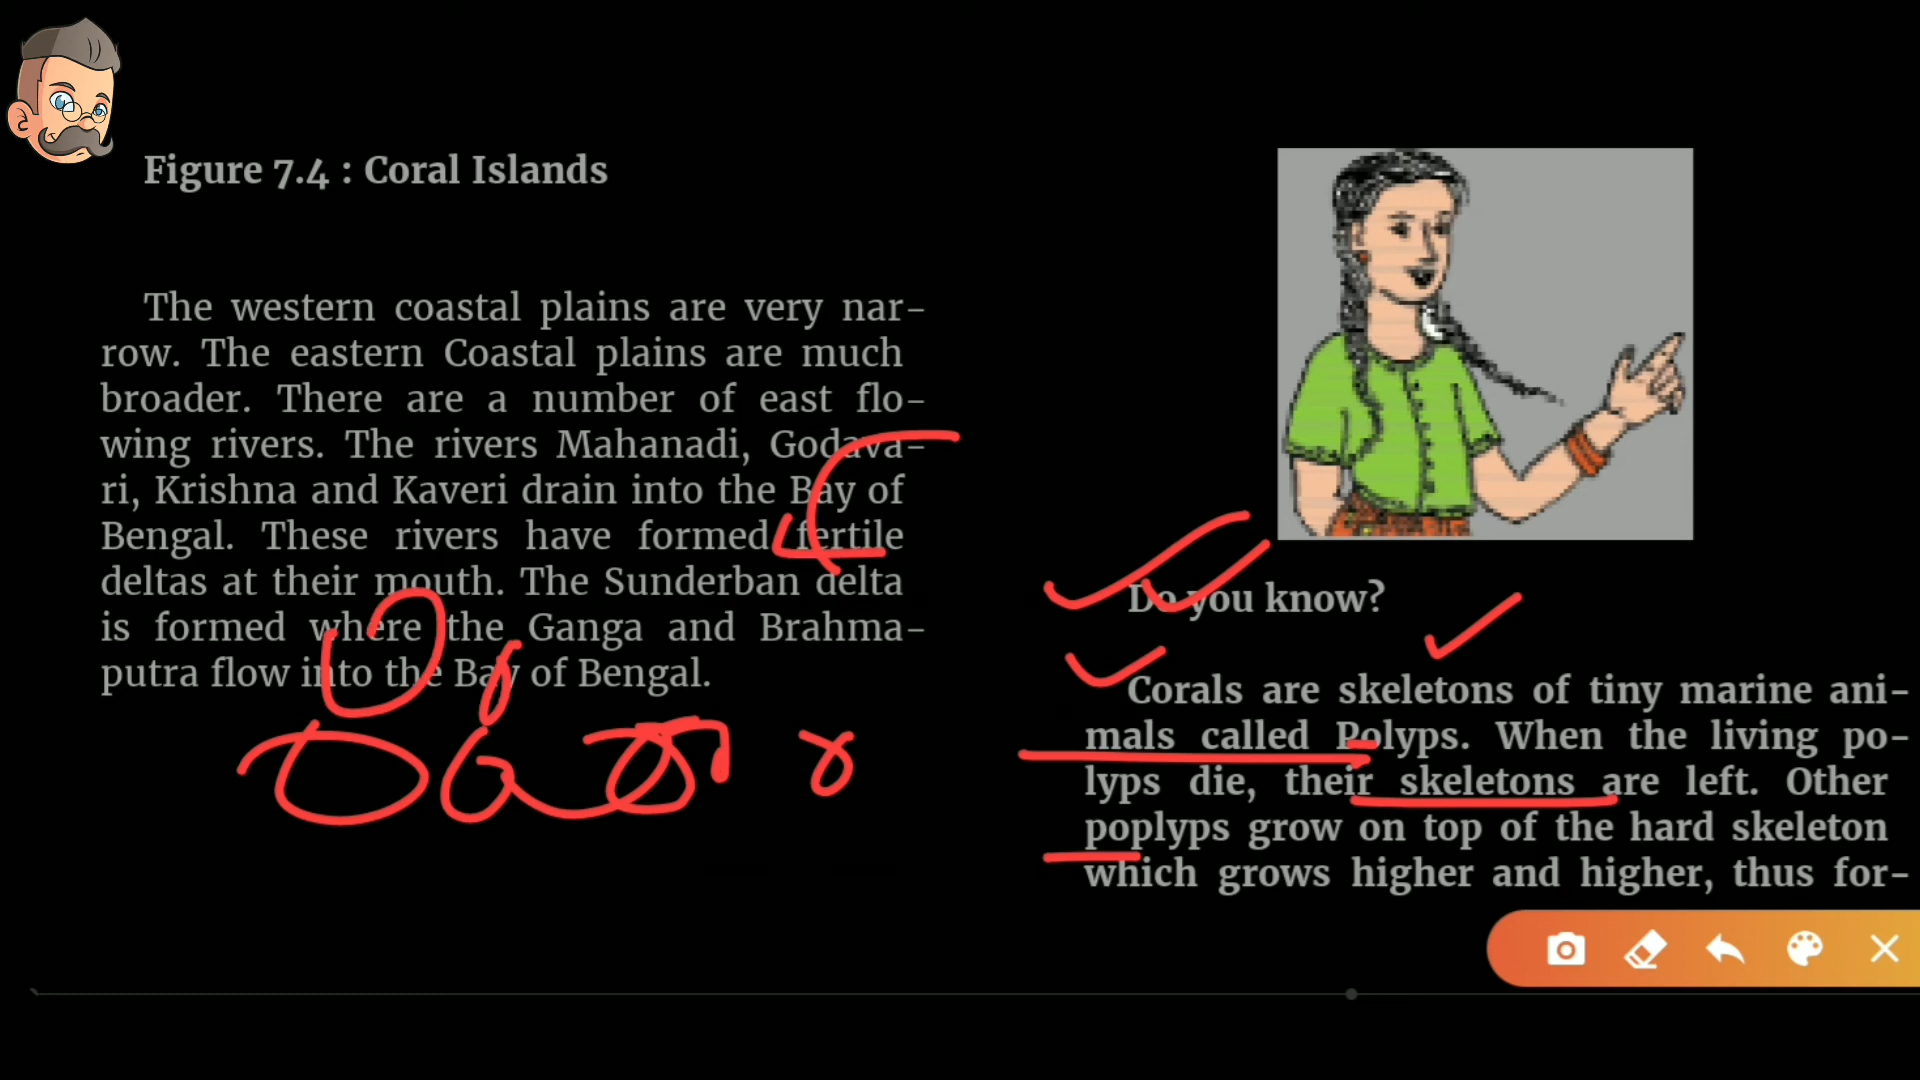 Figure 7.4 : Coral Islands
The western coastal plains are very nar-
row. The eastern Coastal plains are much
broader. There are a number of east flo-
wing rivers. The rivers Mahanadi, Godava-
ri, Krishna and Kaveri drain into the Bay of
Bengal. These rivers have formed fertile
deltas at their mouth. The Sunderban delta
is formed where the Ganga and Brahma-
putra flow into the Bay of Bengal.
Do you know?
Corals are skeletons of tiny marine ani-
mals called Polyps. When the living po-
lyps die, their skeletons are left. Other
poplyps grow on top of the hard skeleton
which grows higher and higher, thus for-